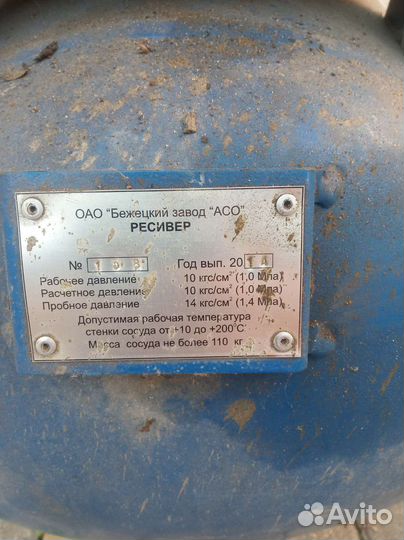 ОАО "Бежецкий завод "АСО"
РЕСИВЕР
№ Год вып. 2014
Рабочее давление 10 кгс/см² (1,0 Мпа)
Расчетное давление 10 кгс/см² (1,0 Мпа)
Пробное давление 14 кгс/см² (1,4 Мпа)
Допустимая рабочая температура
стенки сосуда от +10 до +200°С
Масса сосуда не более 110 кг
Avito